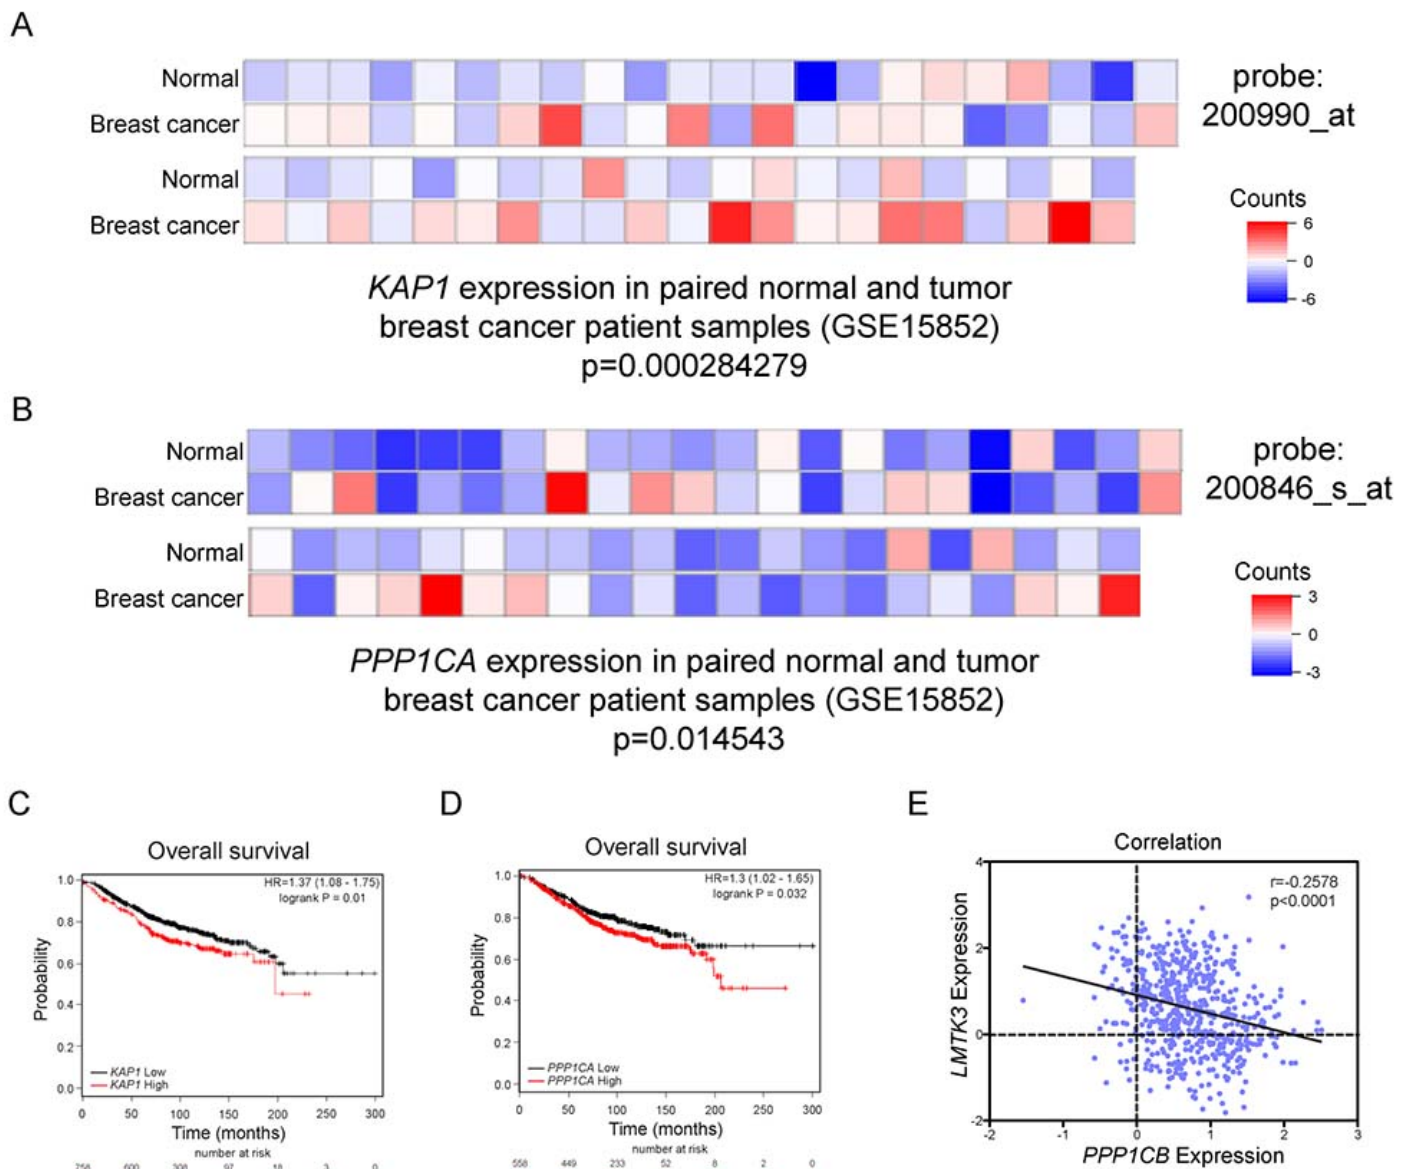 A
Normal
Breast cancer
Normal
Breast cancer
probe:
200990_at
Counts
6
0
-6
KAP1 expression in paired normal and tumor
breast cancer patient samples (GSE15852)
p=0.000284279
B
Normal
Breast cancer
Normal
Breast cancer
probe:
200846_s_at
Counts
3
0
-3
PPP1CA expression in paired normal and tumor
breast cancer patient samples (GSE15852)
p=0.014543
C
Overall survival
HR=1.37 (1.08 - 1.75)
logrank P = 0.01
Probability
1.0
0.8
0.6
0.4
0.2
0.0
KAP1 Low
KAP1 High
0 50 100 150 200 250 300
Time (months)
number at risk
758 600 308 97 18 3 0
D
Overall survival
HR=1.3 (1.02 - 1.65)
logrank P = 0.032
Probability
1.0
0.8
0.6
0.4
0.2
0.0
PPP1CA Low
PPP1CA High
0 50 100 150 200 250 300
Time (months)
number at risk
558 449 233 52 8 2 0
E
Correlation
r=-0.2578
p<0.0001
LMTK3 Expression
4
2
0
-2
-2 -1 0 1 2 3
PPP1CB Expression